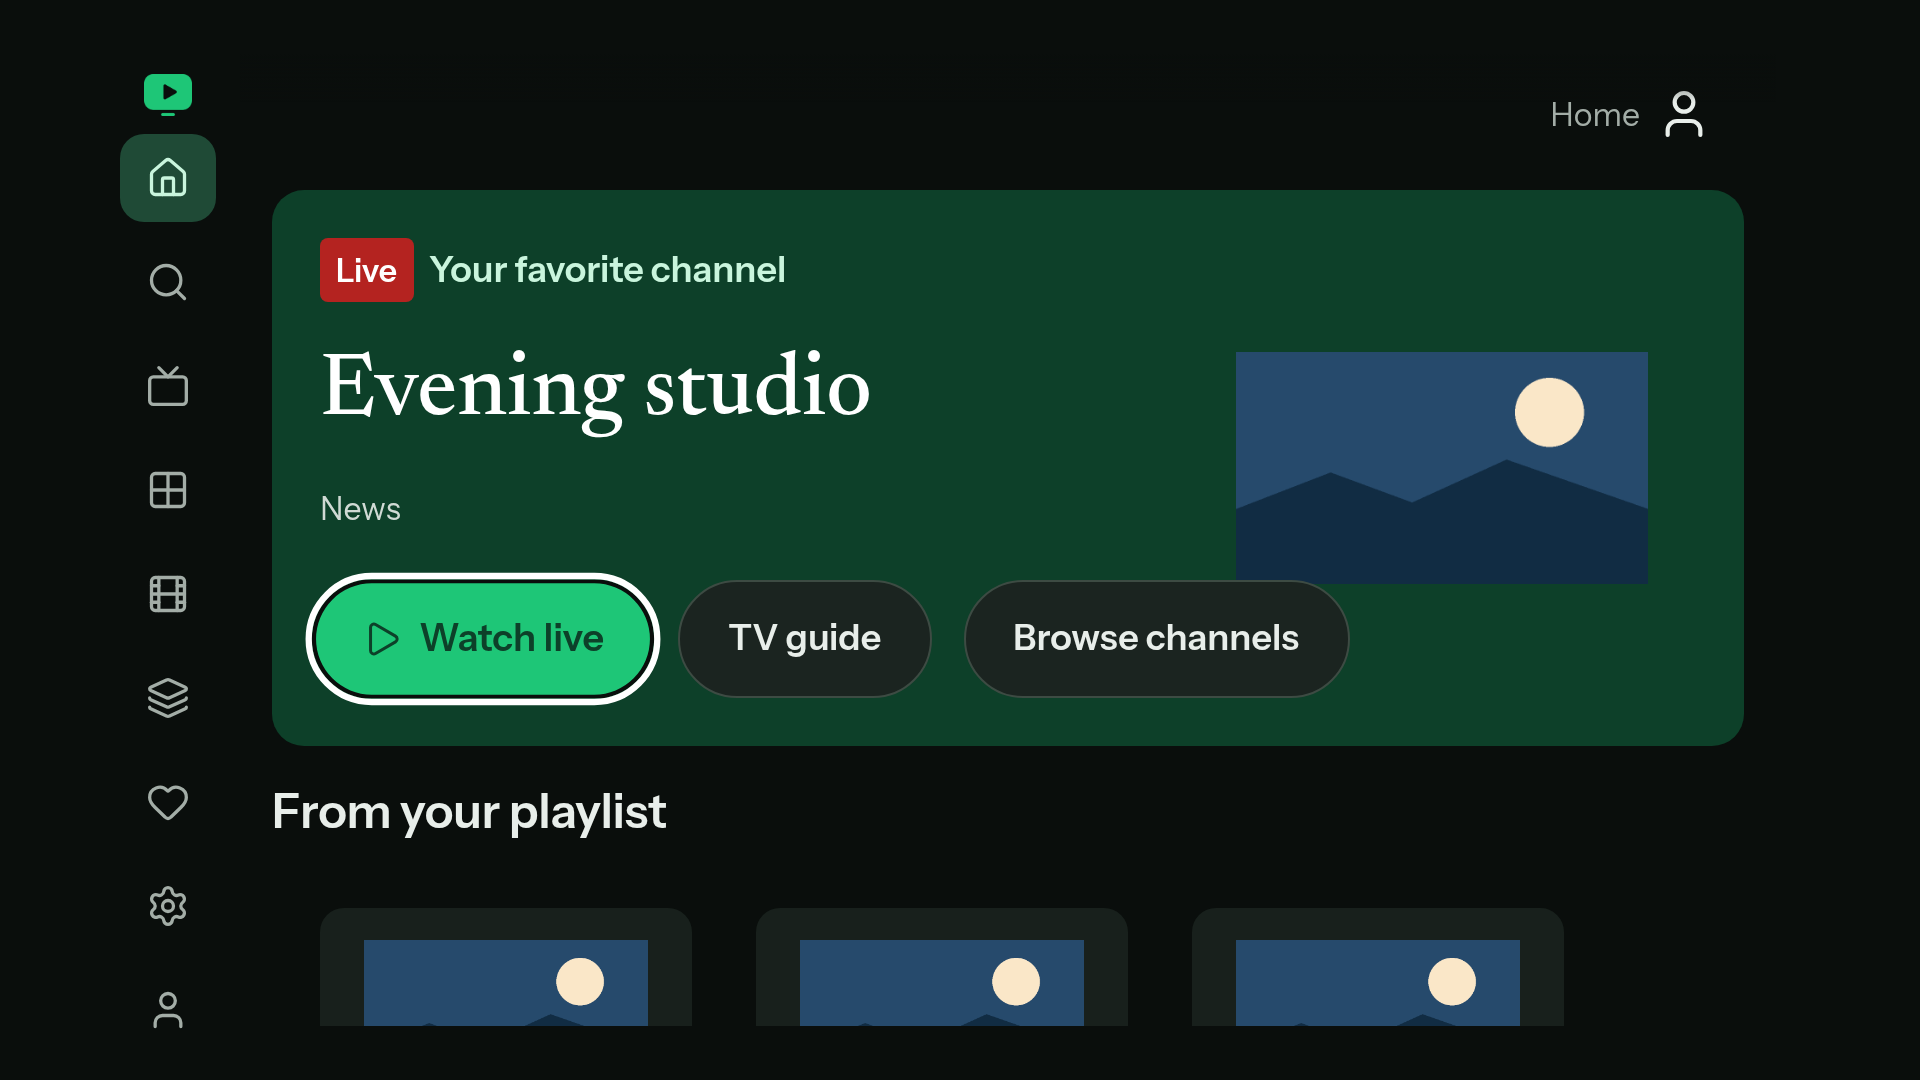 Home
Live
Your favorite channel
Evening studio
News
Watch live
TV guide
Browse channels
From your playlist